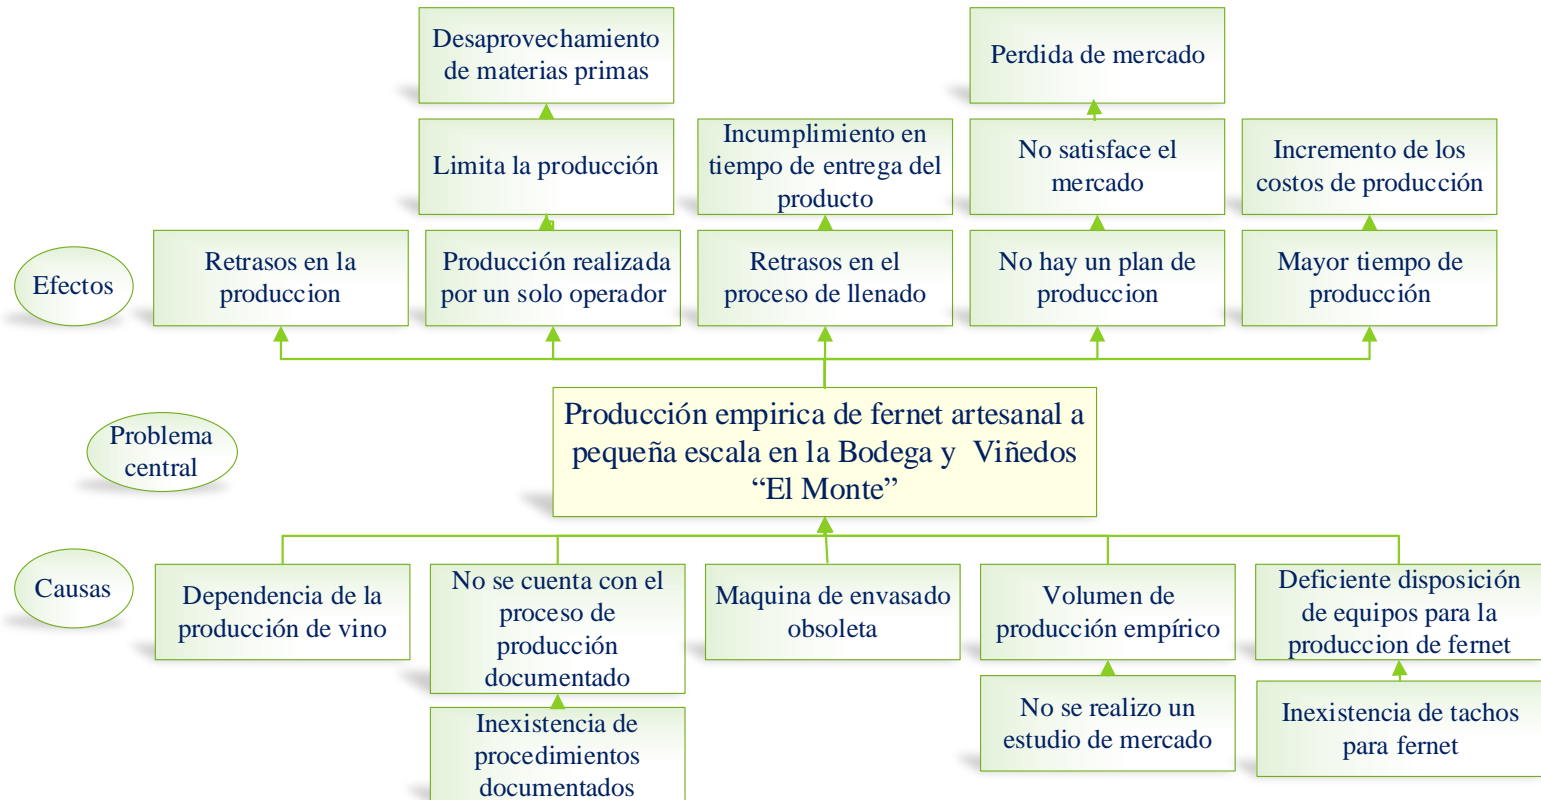 Desaprovechamiento
de materias primas
Perdida de mercado
Limita la producción
Incumplimiento en
tiempo de entrega del
producto
No satisface el
mercado
Incremento de los
costos de producción
Efectos
Retrasos en la
produccion
Producción realizada
por un solo operador
Retrasos en el
proceso de llenado
No hay un plan de
produccion
Mayor tiempo de
producción
Problema
central
Producción empirica de fernet artesanal a
pequeña escala en la Bodega y Viñedos
“El Monte”
Causas
Dependencia de la
producción de vino
No se cuenta con el
proceso de
producción
documentado
Maquina de envasado
obsoleta
Volumen de
producción empírico
Deficiente disposición
de equipos para la
produccion de fernet
Inexistencia de
procedimientos
documentados
No se realizo un
estudio de mercado
Inexistencia de tachos
para fernet